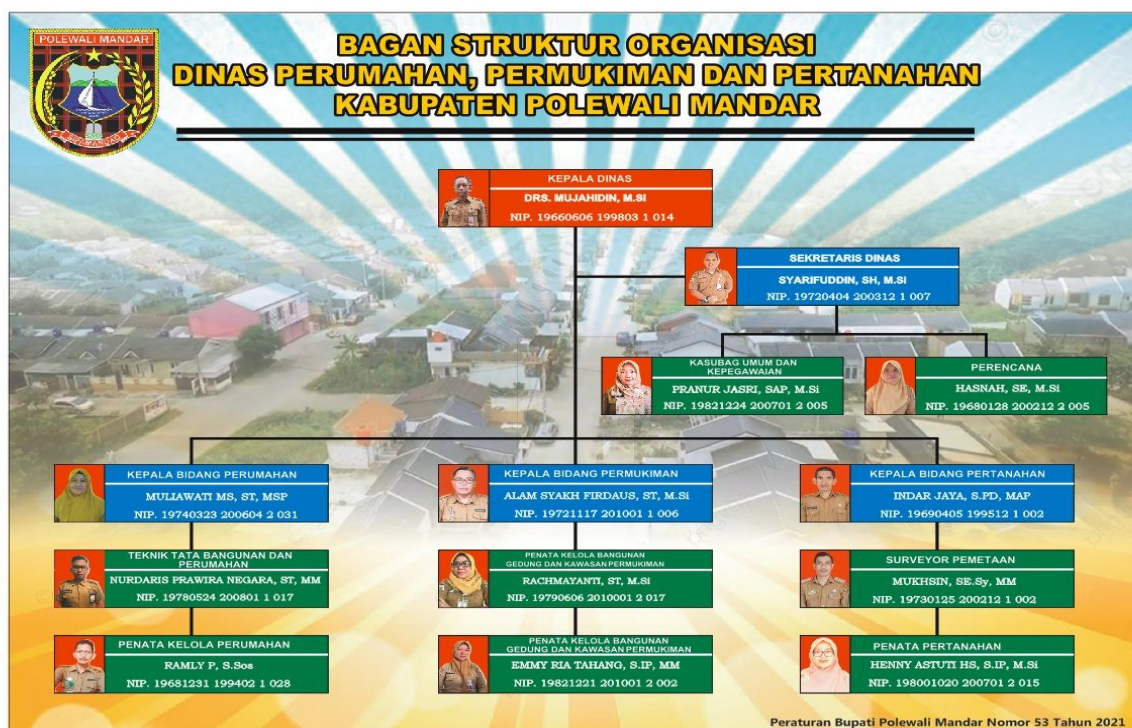 POLEWALI MANDAR
BAGAN STRUKTUR ORGANISASI
DINAS PERUMAHAN, PERMUKIMAN DAN PERTANAHAN
KABUPATEN POLEWALI MANDAR
KEPALA DINAS
DRS. MUJAHIDIN, M.SI
NIP. 19660606 199803 1 014
SEKRETARIS DINAS
SYARIFUDDIN, SH, M.Si
NIP. 19720404 200312 1 007
KASUBAG UMUM DAN
KEPEGAWAIAN
PRANUR JASRI, SAP, M.Si
NIP. 19821224 200701 2 005
PERENCANA
HASNAH, SE, M.Si
NIP. 19680128 200212 2 005
KEPALA BIDANG PERUMAHAN
MULIAWATI MS, ST, MSP
NIP. 19740323 200604 2 031
KEPALA BIDANG PERMUKIMAN
ALAM SYAKH FIRDAUS, ST, M.Si
NIP. 19721117 201001 1 006
KEPALA BIDANG PERTANAHAN
INDAR JAYA, S.PD, MAP
NIP. 19690405 199512 1 002
TEKNIK TATA BANGUNAN DAN
PERUMAHAN
NURDARIS PRAWIRA NEGARA, ST, MM
NIP. 19780524 200801 1 017
PENATA KELOLA BANGUNAN
GEDUNG DAN KAWASAN PERMUKIMAN
RACHMAYANTI, ST, M.Si
NIP. 19790606 2010001 2 017
SURVEYOR PEMETAAN
MUKHSIN, SE.Sy, MM
NIP. 19730125 200212 1 002
PENATA KELOLA PERUMAHAN
RAMLY P, S.Sos
NIP. 19681231 199402 1 028
PENATA KELOLA BANGUNAN
GEDUNG DAN KAWASAN PERMUKIMAN
EMMY RIA TAHANG, S.IP, MM
NIP. 19821221 201001 2 002
PENATA PERTANAHAN
HENNY ASTUTI HS, S.IP, M.Si
NIP. 198001020 200701 2 015
Peraturan Bupati Polewali Mandar Nomor 53 Tahun 2021